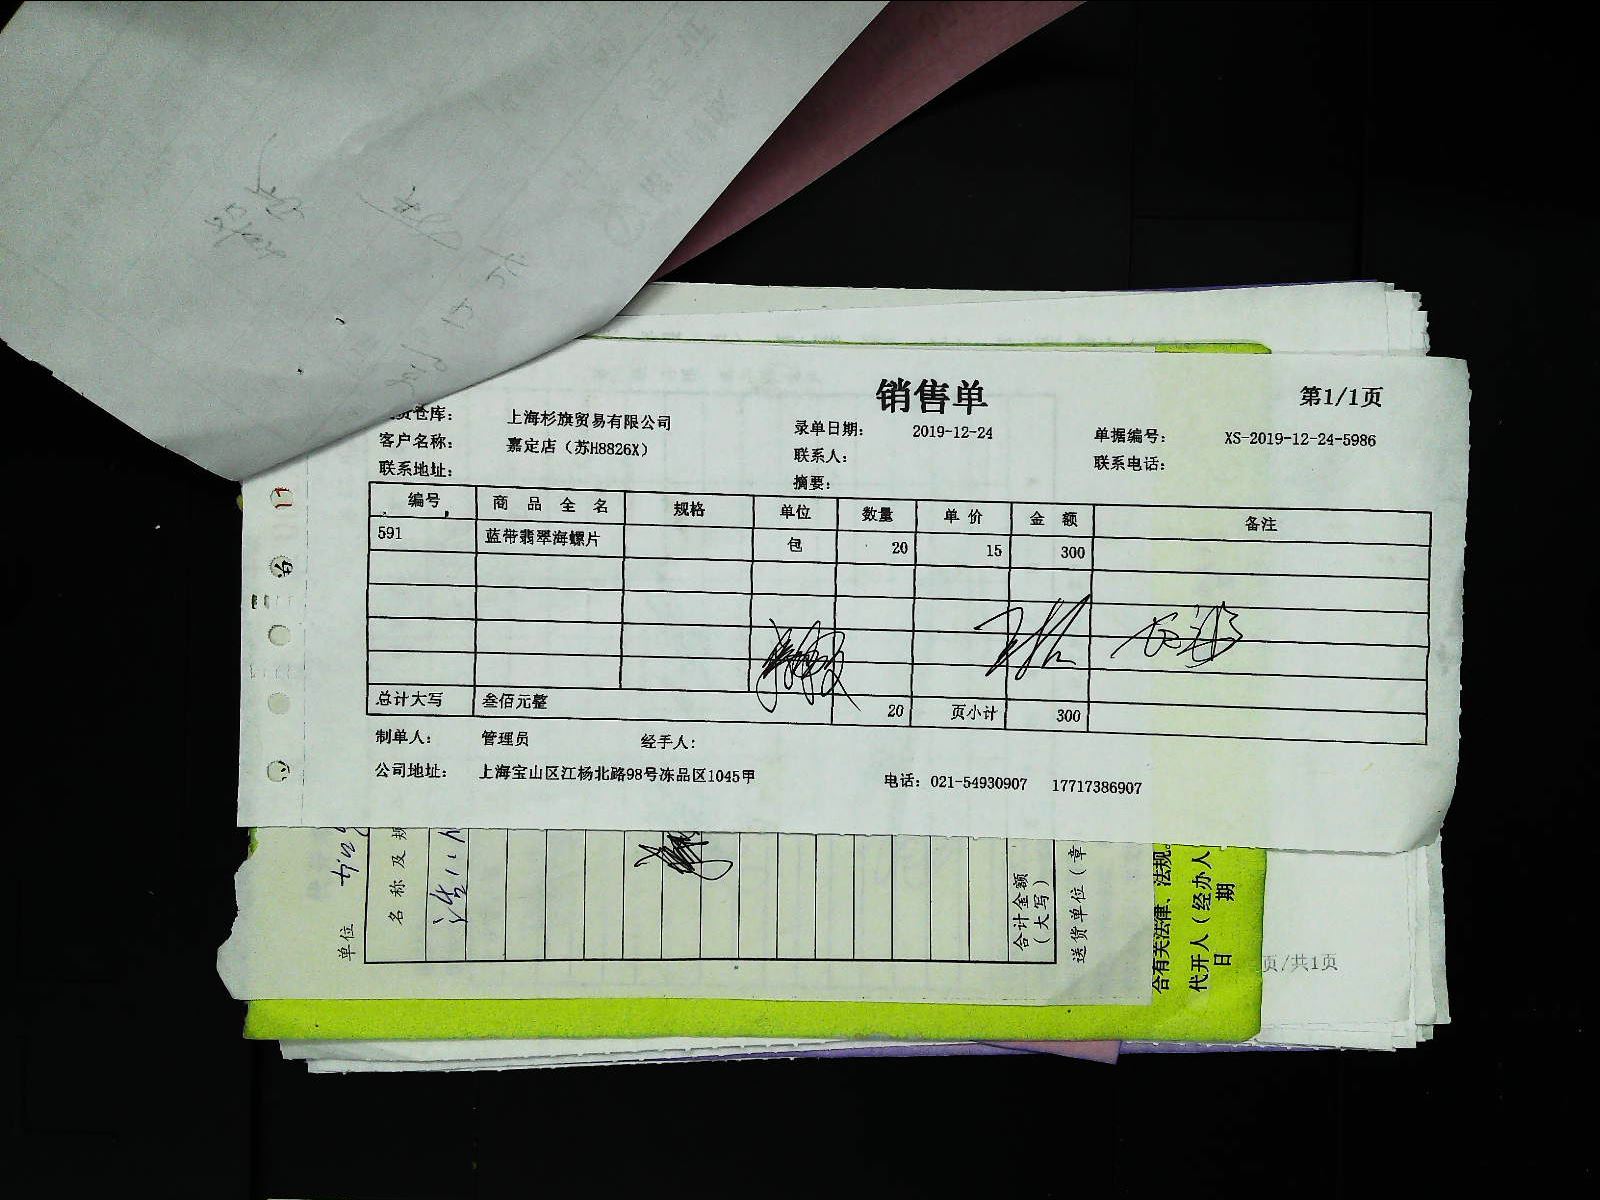 销售单
第1/1页
货仓库： 上海杉旗贸易有限公司 录单日期： 2019-12-24 单据编号： XS-2019-12-24-5986
客户名称： 嘉定店（苏H8826X） 联系人： 联系电话：
联系地址： 摘要：
编号 商品全名 规格 单位 数量 单价 金额 备注
591 蓝带翡翠海螺片 包 20 15 300
总计大写 叁佰元整 20 页小计 300
制单人： 管理员 经手人：
公司地址： 上海宝山区江杨北路98号冻品区1045甲 电话：021-54930907 17717386907
单位
名称及规
合计金额
（大写）
送货单位（章
合有关法律、法规。
代开人（经办人
日期
页/共1页